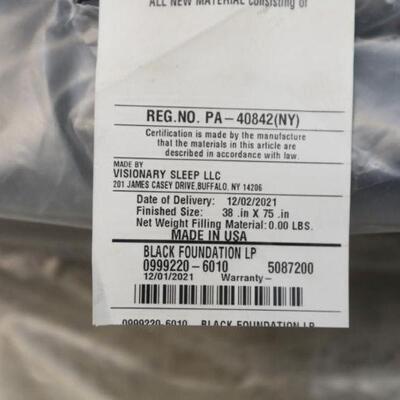 ALL NEW MATERIAL consisting of
REG.NO. PA-40842(NY)
Certification is made by the manufacture
that the materials in this article are
described in accordance with law.
MADE BY
VISIONARY SLEEP LLC
201 JAMES CASEY DRIVE,BUFFALO, NY 14206
Date of Delivery: 12/02/2021
Finished Size: 38 .in X 75 .in
Net Weight Filling Material: 0.00 LBS.
MADE IN USA
BLACK FOUNDATION LP
0999220-6010 5087200
12/01/2021 Warranty-
0999220-6010 BLACK FOUNDATION LP